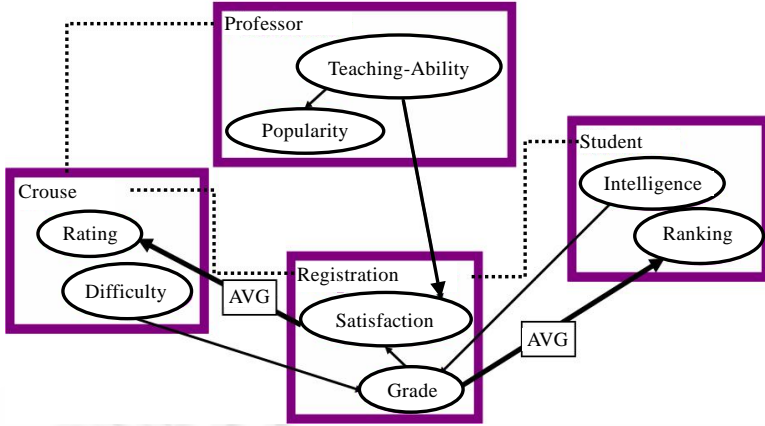 Professor
Teaching-Ability
Popularity
Student
Intelligence
Ranking
Crouse
Rating
Difficulty
Registration
AVG
Satisfaction
AVG
Grade